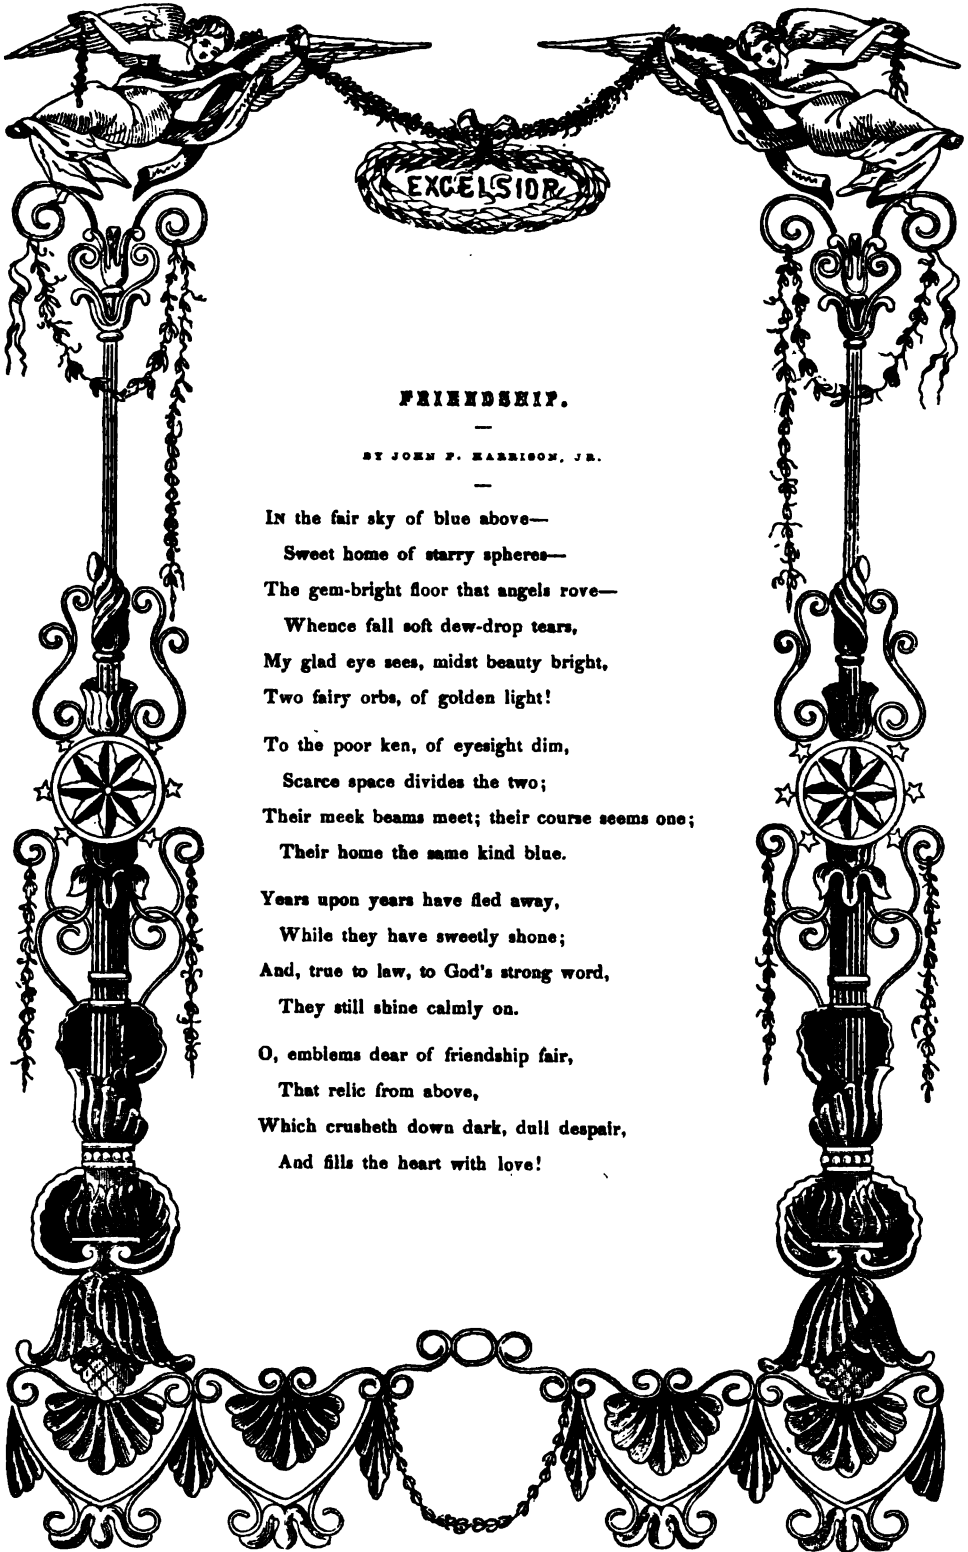 EXCELSIOR
FRIENDSHIP.
BY JOHN P. HARRISON, JR.
IN the fair sky of blue above—
Sweet home of starry spheres—
The gem-bright floor that angels rove—
Whence fall soft dew-drop tears,
My glad eye sees, midst beauty bright,
Two fairy orbs, of golden light!
To the poor ken, of eyesight dim,
Scarce space divides the two;
Their meek beams meet; their course seems one;
Their home the same kind blue.
Years upon years have fled away,
While they have sweetly shone;
And, true to law, to God's strong word,
They still shine calmly on.
O, emblems dear of friendship fair,
That relic from above,
Which crusheth down dark, dull despair,
And fills the heart with love!